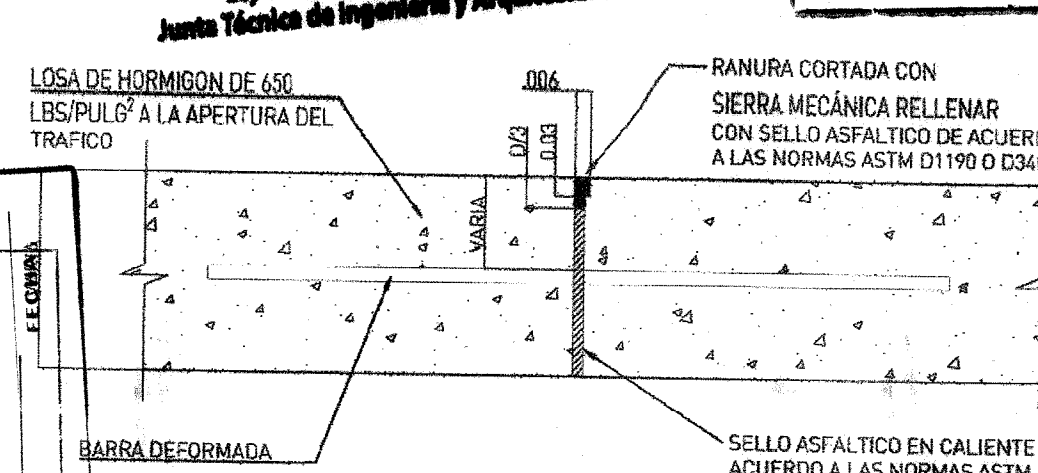 Junta Técnica de Ingeniería y
LOSA DE HORMIGON DE 650
LBS/PULG² A LA APERTURA DEL
TRAFICO
.006
D/3
0.03
RANURA CORTADA CON
SIERRA MECÁNICA RELLENAR
CON SELLO ASFALTICO DE
A LAS NORMAS ASTM D1190 O
VARIA
BARRA DEFORMADA
SELLO ASFALTICO EN CALIENTE
ACUERDO A LAS NORMAS ASTM